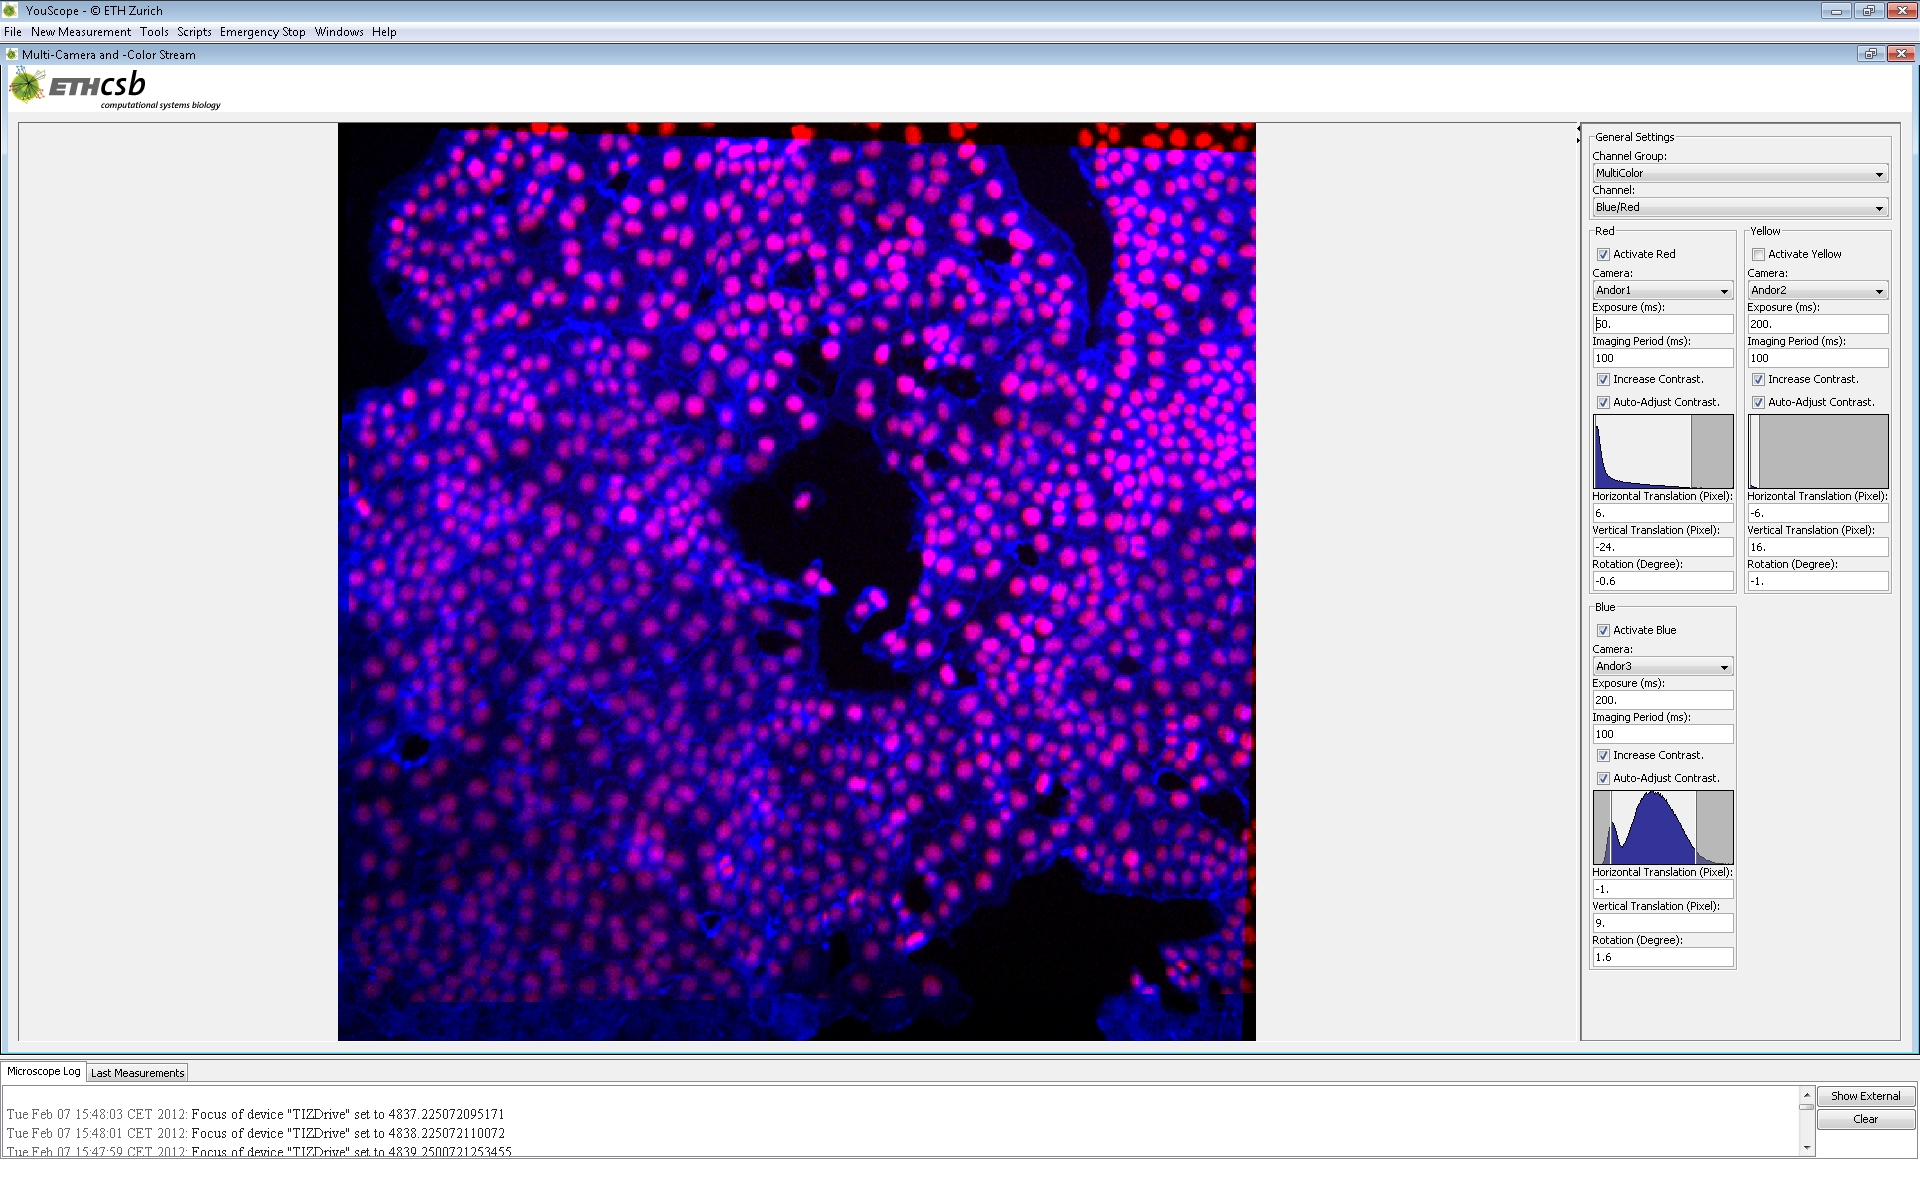 YouScope - © ETH Zurich
File New Measurement Tools Scripts Emergency Stop Windows Help
Multi-Camera and -Color Stream
ETHcsb
computational systems biology
General Settings
Channel Group:
MultiColor
Channel:
Blue/Red
Red
Activate Red
Camera:
Andor1
Exposure (ms):
50.
Imaging Period (ms):
100
Increase Contrast.
Auto-Adjust Contrast.
Horizontal Translation (Pixel):
6.
Vertical Translation (Pixel):
-24.
Rotation (Degree):
-0.6
Yellow
Activate Yellow
Camera:
Andor2
Exposure (ms):
200.
Imaging Period (ms):
100
Increase Contrast.
Auto-Adjust Contrast.
Horizontal Translation (Pixel):
-6.
Vertical Translation (Pixel):
16.
Rotation (Degree):
-1.
Blue
Activate Blue
Camera:
Andor3
Exposure (ms):
200.
Imaging Period (ms):
100
Increase Contrast.
Auto-Adjust Contrast.
Horizontal Translation (Pixel):
-1.
Vertical Translation (Pixel):
9.
Rotation (Degree):
1.6
Microscope Log Last Measurements
Tue Feb 07 15:48:03 CET 2012: Focus of device "TIZDrive" set to 4837.225072095171
Tue Feb 07 15:48:01 CET 2012: Focus of device "TIZDrive" set to 4838.225072110072
Tue Feb 07 15:47:59 CET 2012: Focus of device "TIZDrive" set to 4839.2500721253455
Show External
Clear